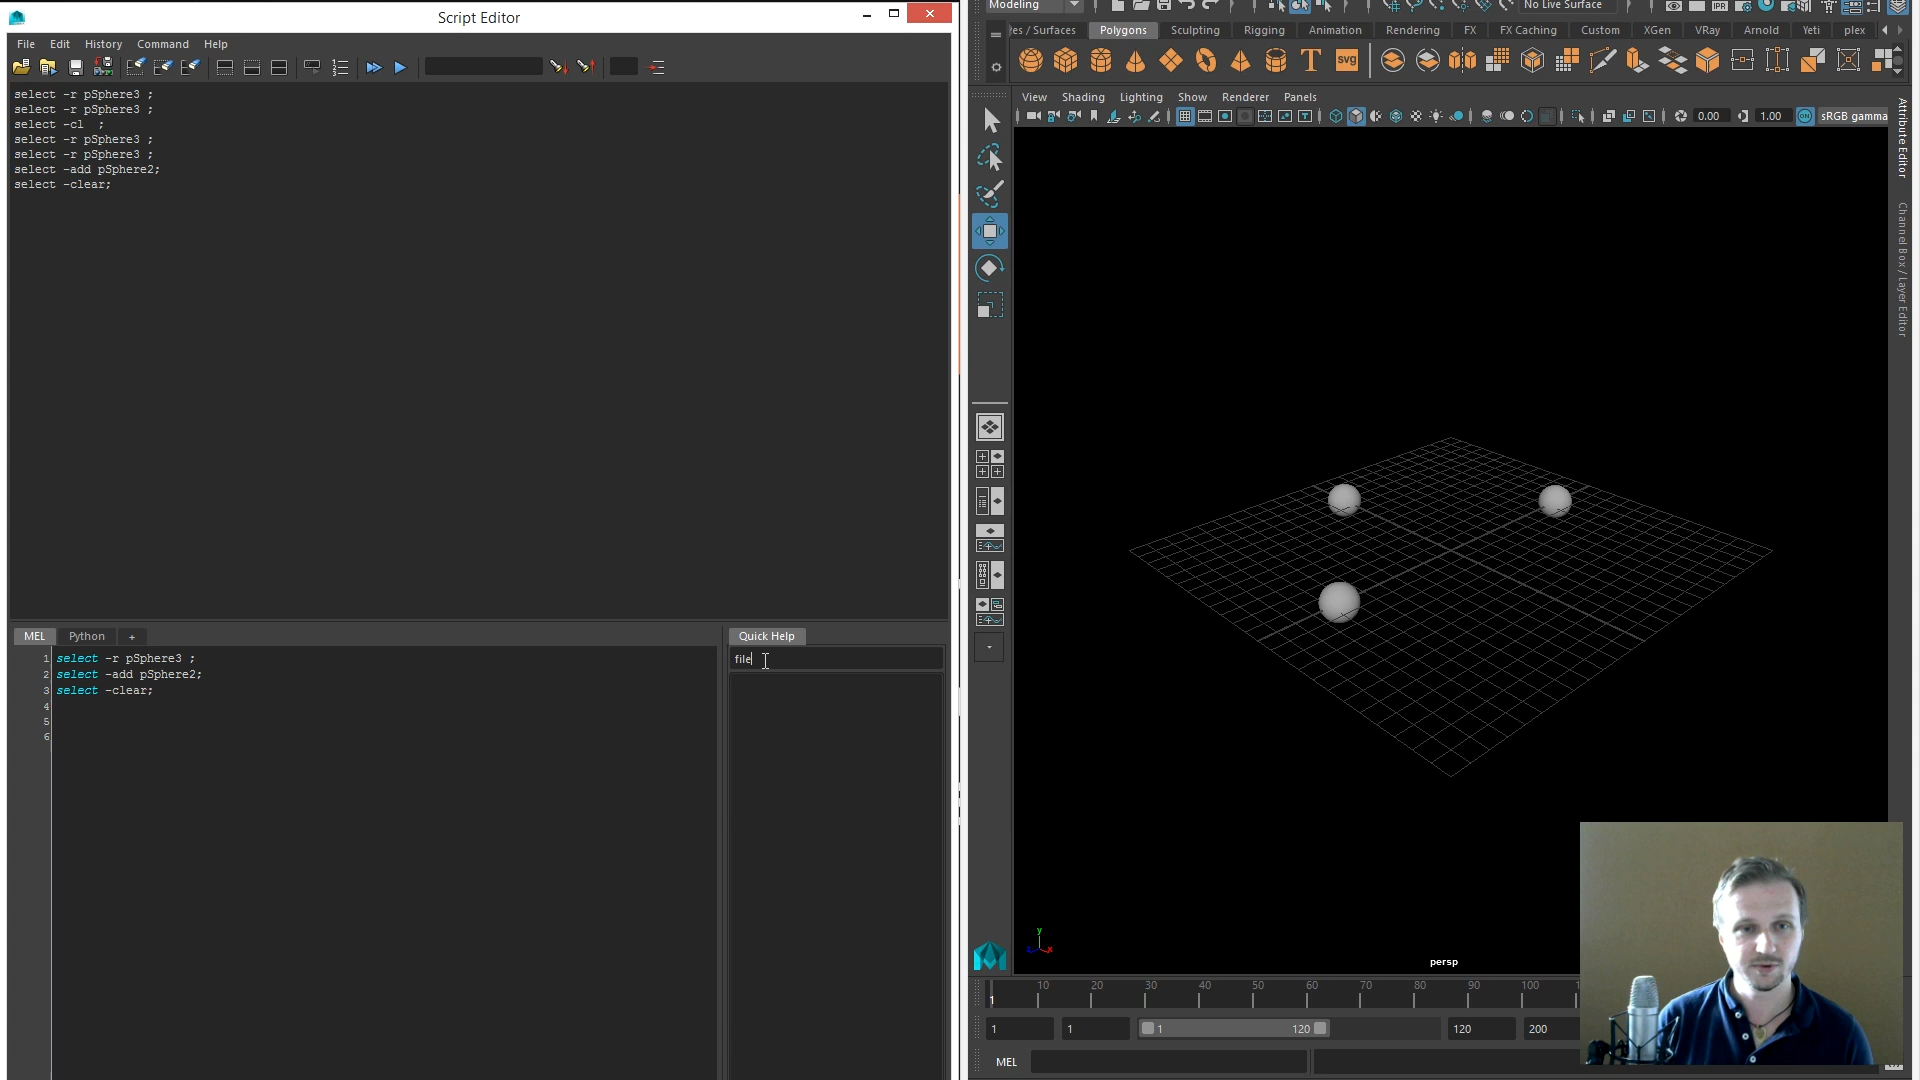 Script Editor
File Edit History Command Help
select -r pSphere3 ;
select -r pSphere3 ;
select -cl  ;
select -r pSphere3 ;
select -r pSphere3 ;
select -add pSphere2;
select -clear;
MEL Python +
1 select -r pSphere3 ;
2 select -add pSphere2;
3 select -clear;
4
5
6
Quick Help
file
Modeling
No Live Surface
IPR
es / Surfaces Polygons Sculpting Rigging Animation Rendering FX FX Caching Custom XGen VRay Arnold Yeti plex
T svg
View Shading Lighting Show Renderer Panels
0.00 1.00 ON sRGB gamma
Attribute Editor
Channel Box / Layer Editor
y
x
persp
1 10 20 30 40 50 60 70 80 90 100
1 1 1 120 120 200
MEL